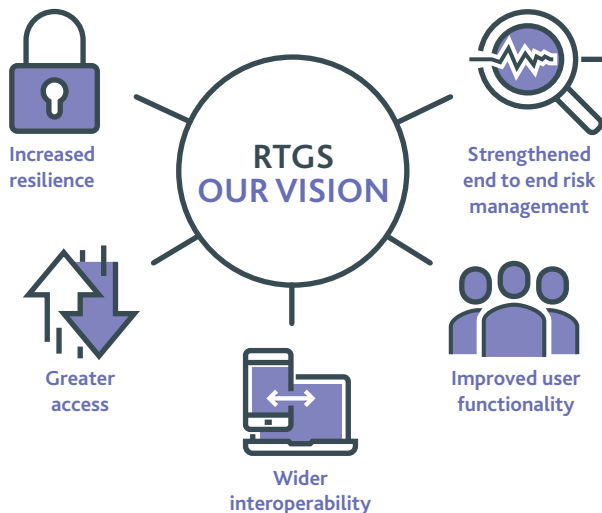 RTGS
OUR VISION
Increased
resilience
Strengthened
end to end risk
management
Greater
access
Improved user
functionality
Wider
interoperability